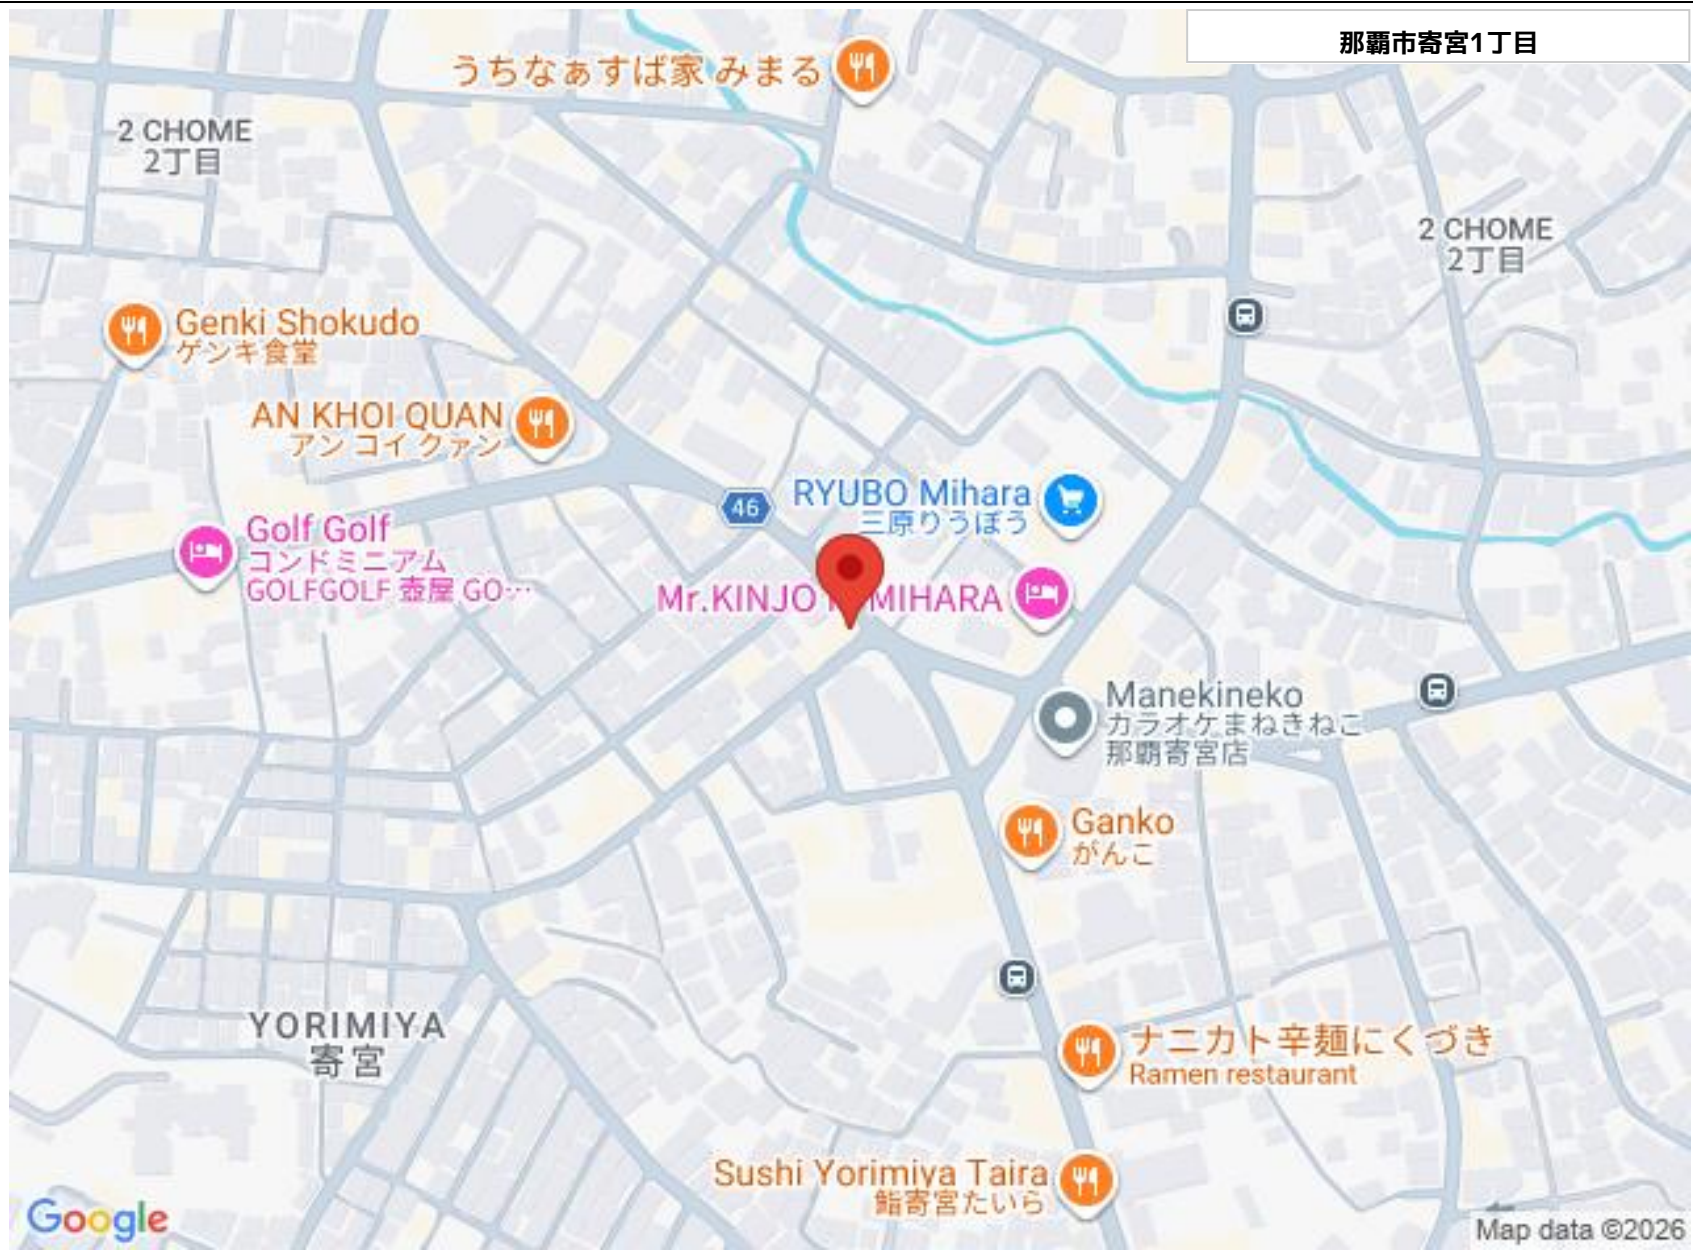 那覇市寄宮1丁目
うちなぁすば家 みまる
2 CHOME
2丁目
2 CHOME
2丁目
Genki Shokudo
ゲンキ食堂
AN KHOI QUAN
アン コイ クァン
46
RYUBO Mihara
三原りうぼう
Golf Golf
コンドミニアム
GOLFGOLF 壺屋 GO…
Mr.KINJO
MIHARA
Manekineko
カラオケまねきねこ
那覇寄宮店
Ganko
がんこ
YORIMIYA
寄宮
ナニカト辛麺にくづき
Ramen restaurant
Sushi Yorimiya Taira
鮨寄宮たいら
Google
Map data ©2026